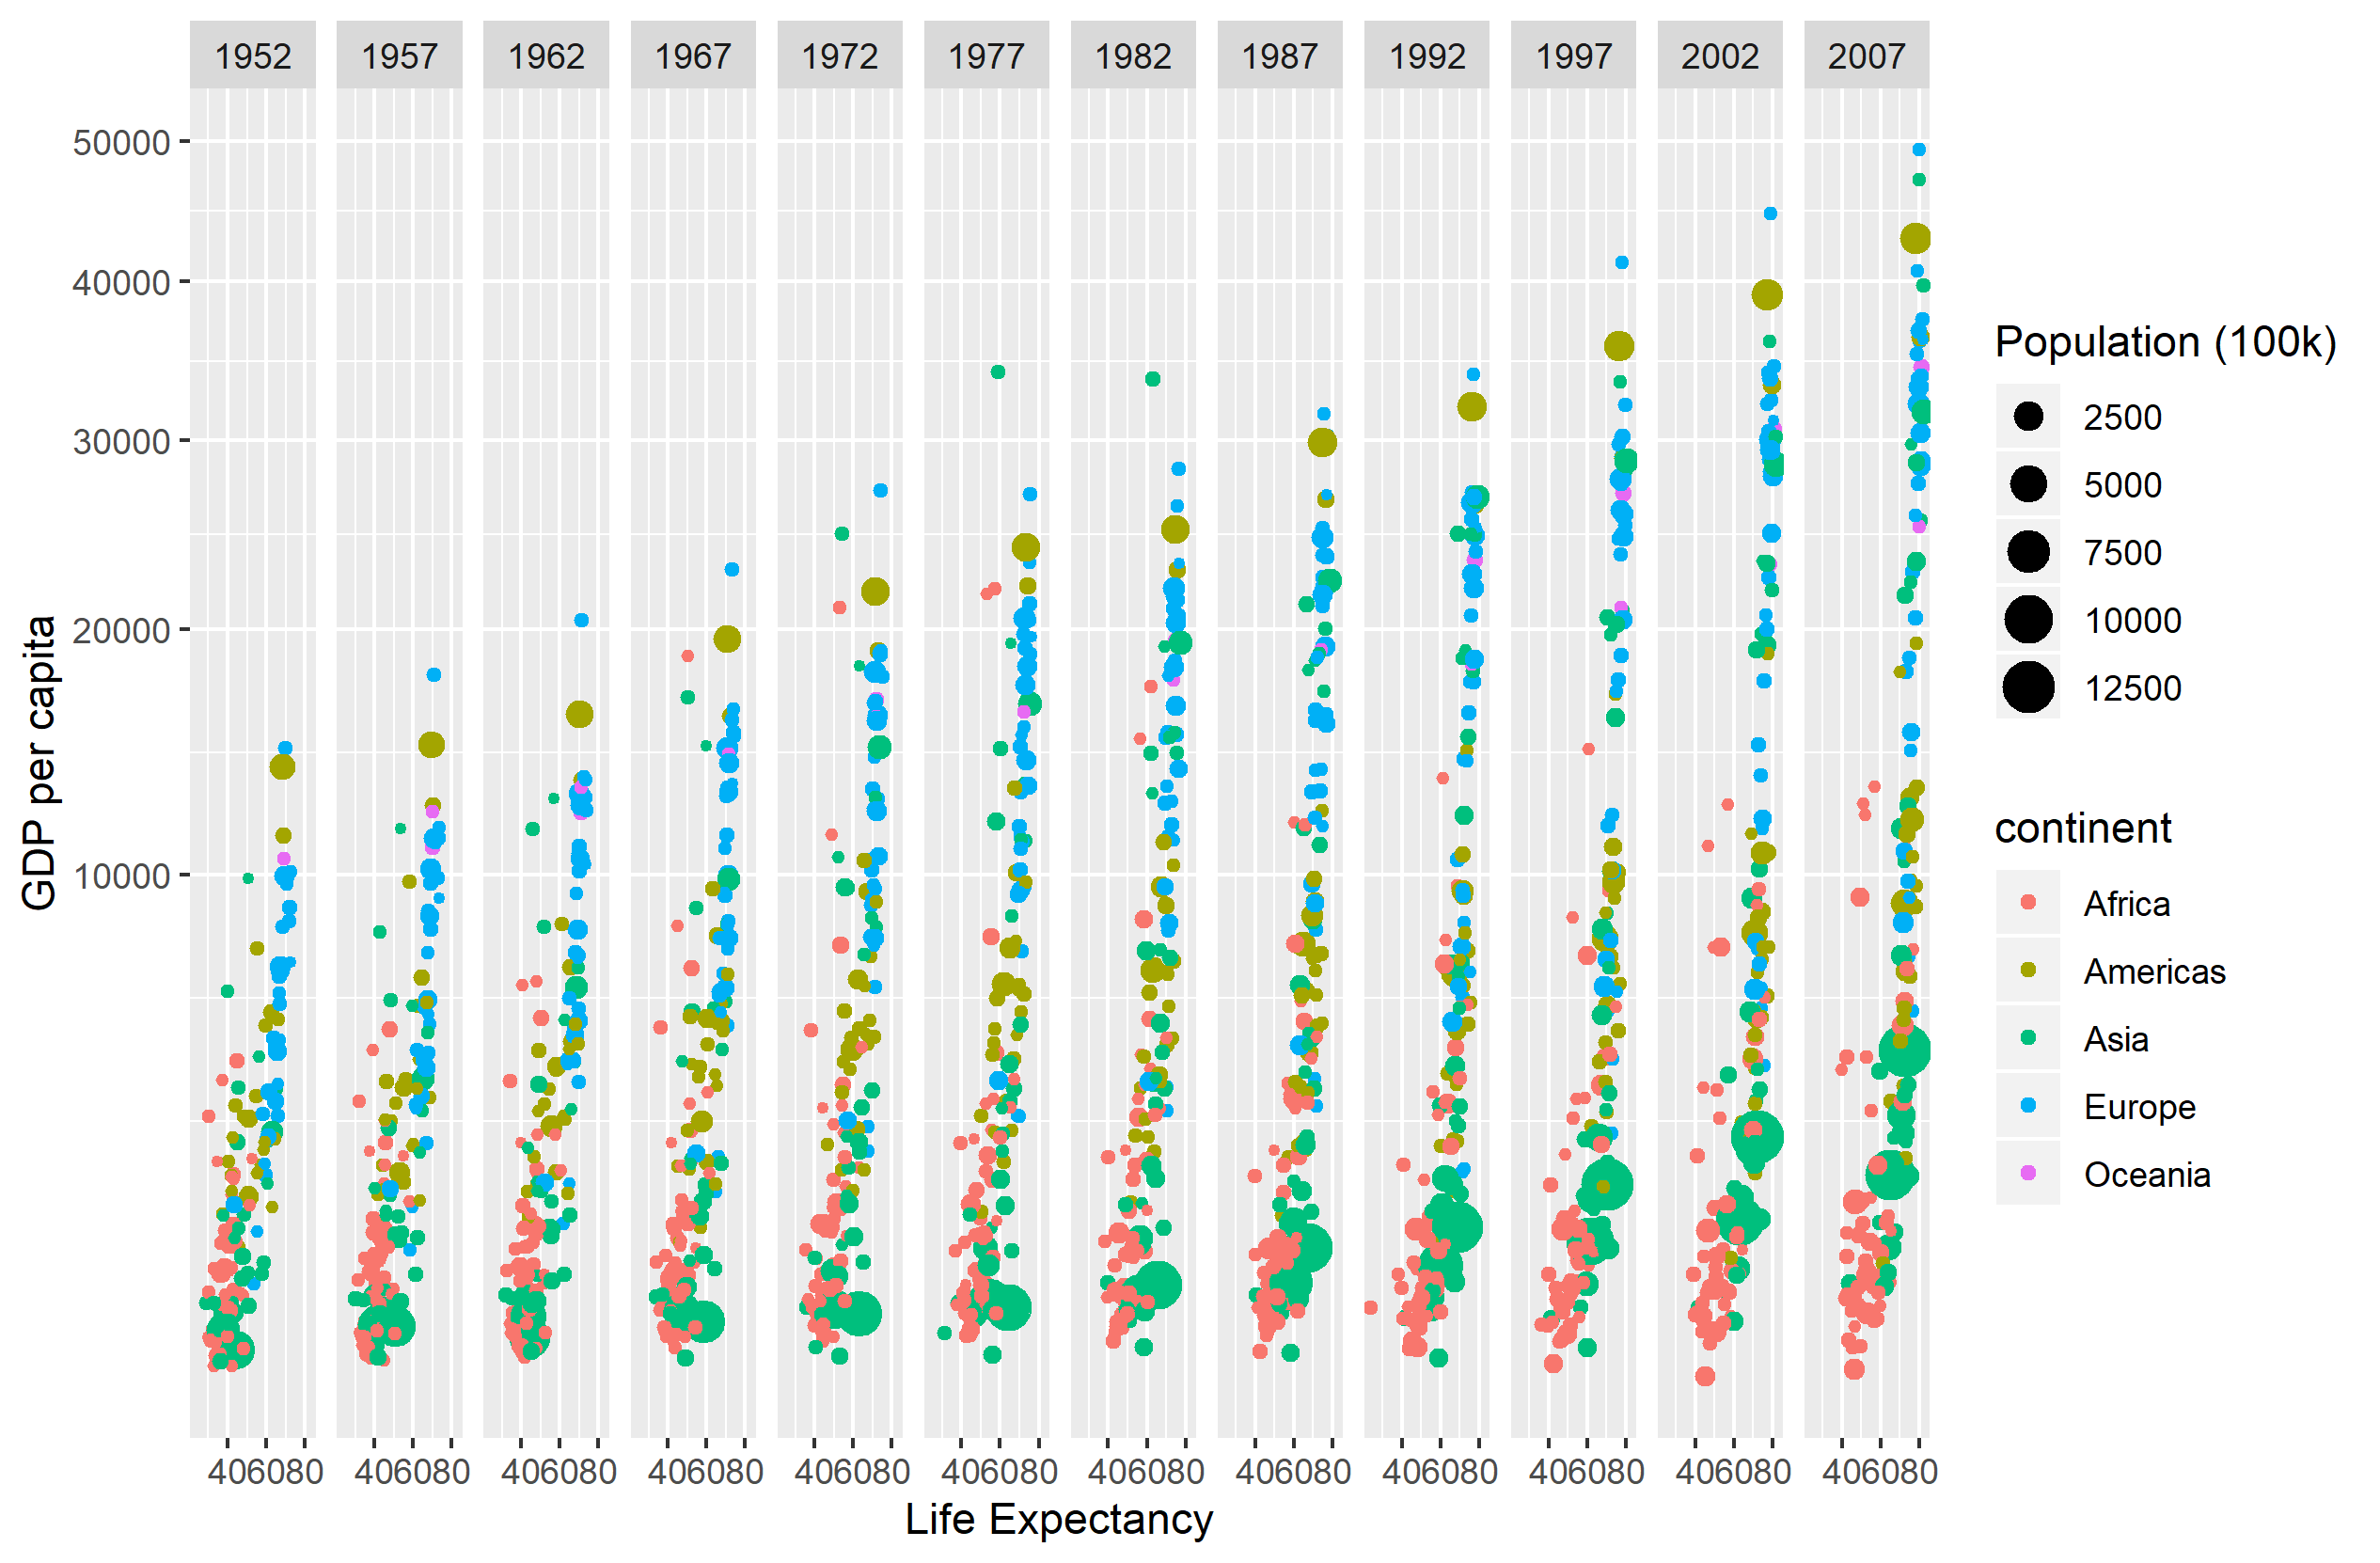 1952 1957 1962 1967 1972 1977 1982 1987 1992 1997 2002 2007
50000
40000
30000
20000
10000
GDP per capita
406080 406080 406080 406080 406080 406080 406080 406080 406080 406080 406080 406080
Life Expectancy
Population (100k)
2500
5000
7500
10000
12500
continent
Africa
Americas
Asia
Europe
Oceania